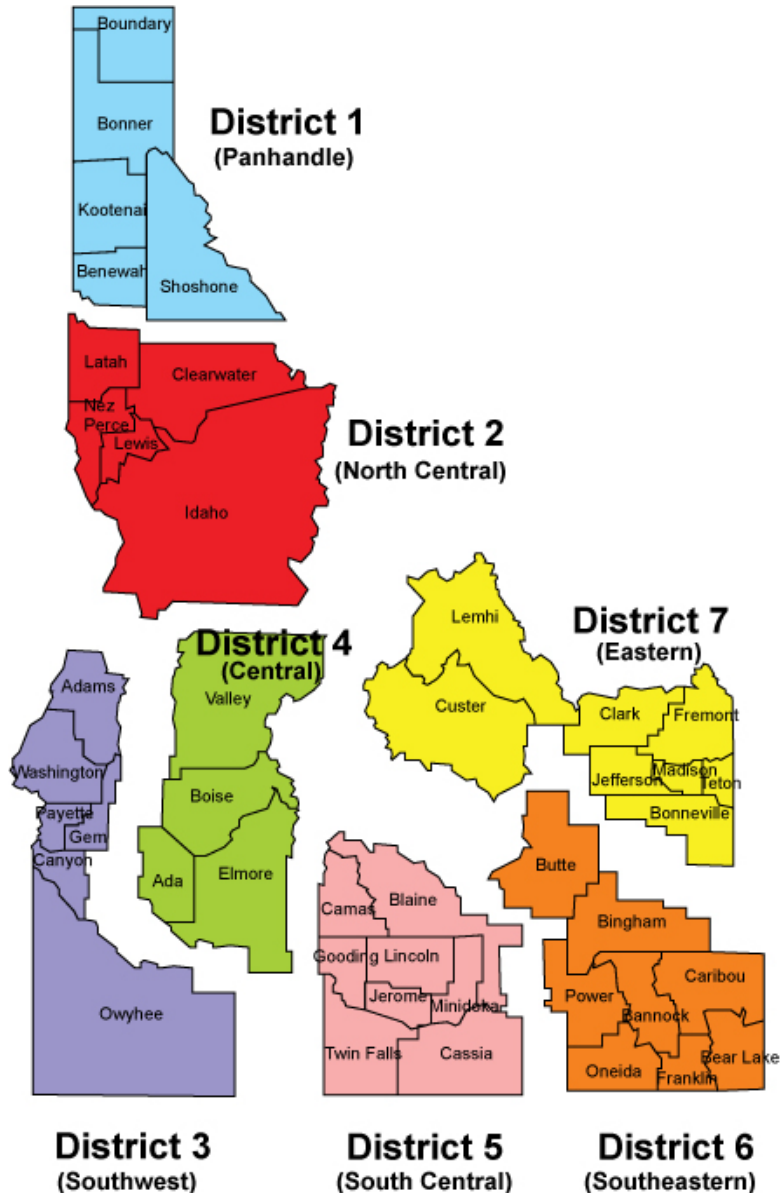 Boundary
Bonner
District 1
(Panhandle)
Kootenai
Benewah
Shoshone
Latah
Clearwater
Nez
Perce
Lewis
District 2
(North Central)
Idaho
Lemhi
District 7
(Eastern)
District 4
(Central)
Adams
Valley
Custer
Clark
Fremont
Washington
Madison
Jefferson
Teton
Boise
Payette
Bonneville
Gem
Canyon
Butte
Ada
Elmore
Blaine
Camas
Bingham
Gooding
Lincoln
Caribou
Jerome
Minidoka
Power
Bannock
Owyhee
Twin Falls
Cassia
Bear Lake
Oneida
Franklin
District 3
(Southwest)
District 5
(South Central)
District 6
(Southeastern)